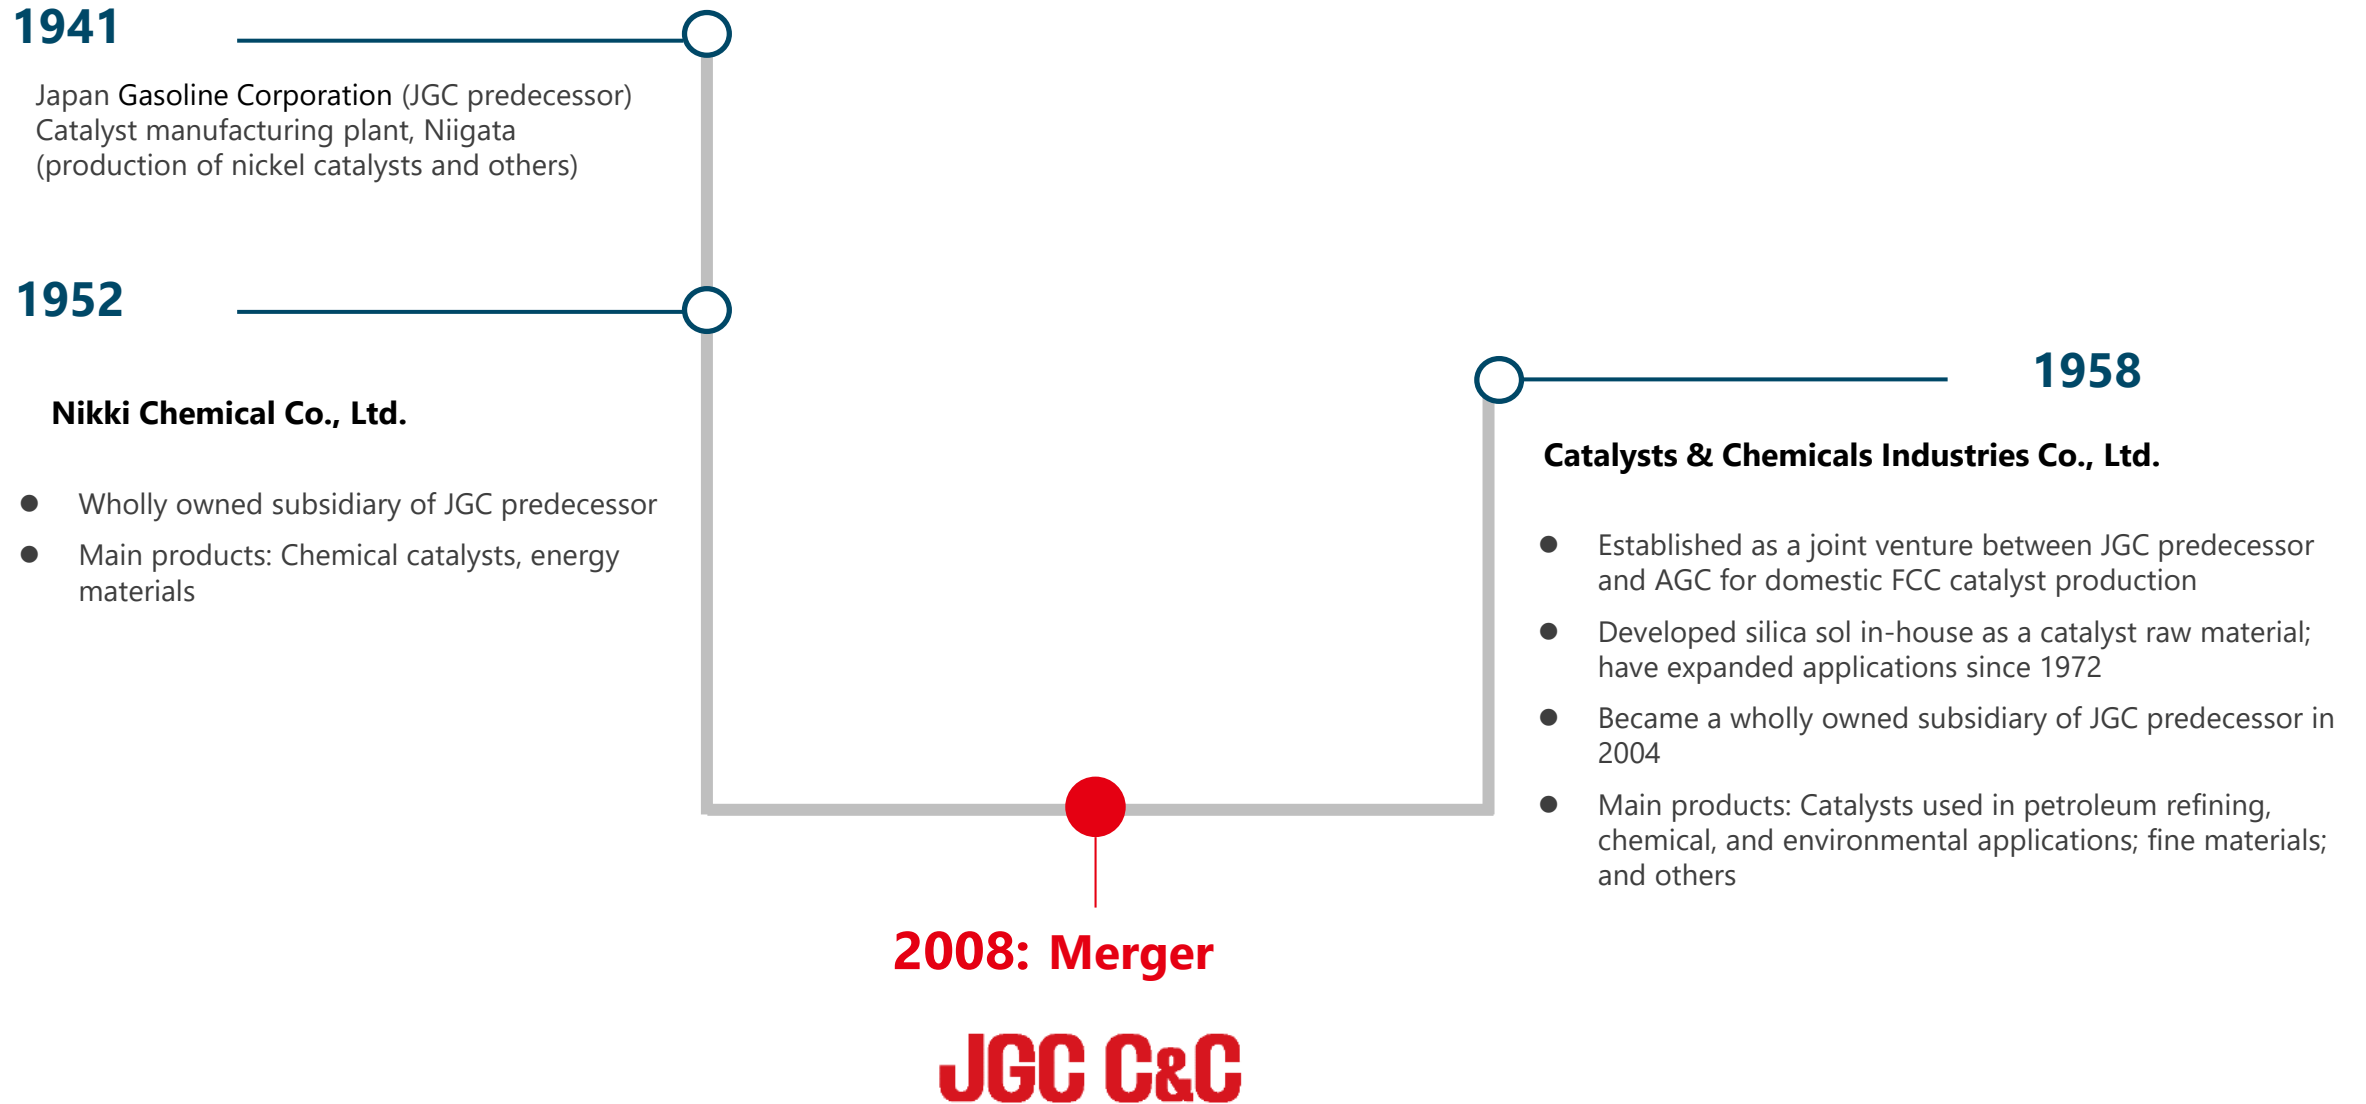 1941
Japan Gasoline Corporation (JGC predecessor)
Catalyst manufacturing plant, Niigata
(production of nickel catalysts and others)
1952
Nikki Chemical Co., Ltd.
● Wholly owned subsidiary of JGC predecessor
● Main products: Chemical catalysts, energy
materials
1958
Catalysts & Chemicals Industries Co., Ltd.
● Established as a joint venture between JGC predecessor
and AGC for domestic FCC catalyst production
● Developed silica sol in-house as a catalyst raw material;
have expanded applications since 1972
● Became a wholly owned subsidiary of JGC predecessor in
2004
● Main products: Catalysts used in petroleum refining,
chemical, and environmental applications; fine materials;
and others
2008: Merger
JGC C&C